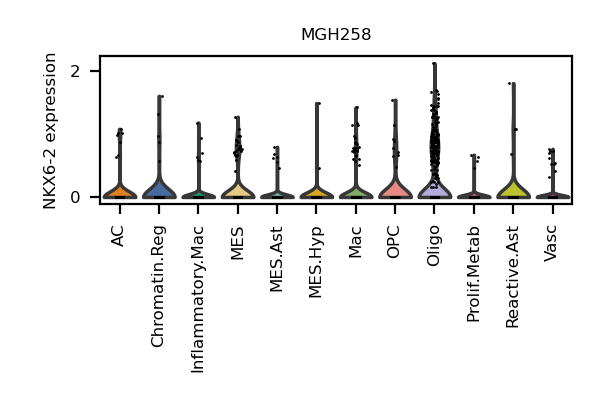 MGH258
NKX6-2 expression
2
0
AC
Chromatin.Reg
Inflammatory.Mac
MES
MES.Ast
MES.Hyp
Mac
OPC
Oligo
Prolif.Metab
Reactive.Ast
Vasc